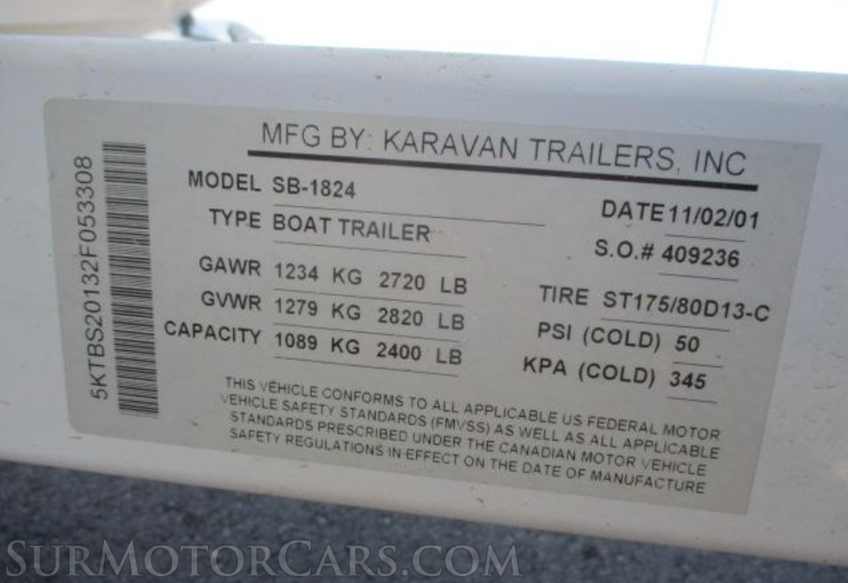 MFG BY: KARAVAN TRAILERS, INC
MODEL SB-1824
DATE 11/02/01
TYPE BOAT TRAILER
S.O.# 409236
GAWR 1234 KG 2720 LB
TIRE ST175/80D13-C
GVWR 1279 KG 2820 LB
PSI (COLD) 50
CAPACITY 1089 KG 2400 LB
KPA (COLD) 345
THIS VEHICLE CONFORMS TO ALL APPLICABLE US FEDERAL MOTOR
VEHICLE SAFETY STANDARDS (FMVSS) AS WELL AS ALL APPLICABLE
STANDARDS PRESCRIBED UNDER THE CANADIAN MOTOR VEHICLE
SAFETY REGULATIONS IN EFFECT ON THE DATE OF MANUFACTURE
5KTBS20132F053308
SURMOTORCARS.COM